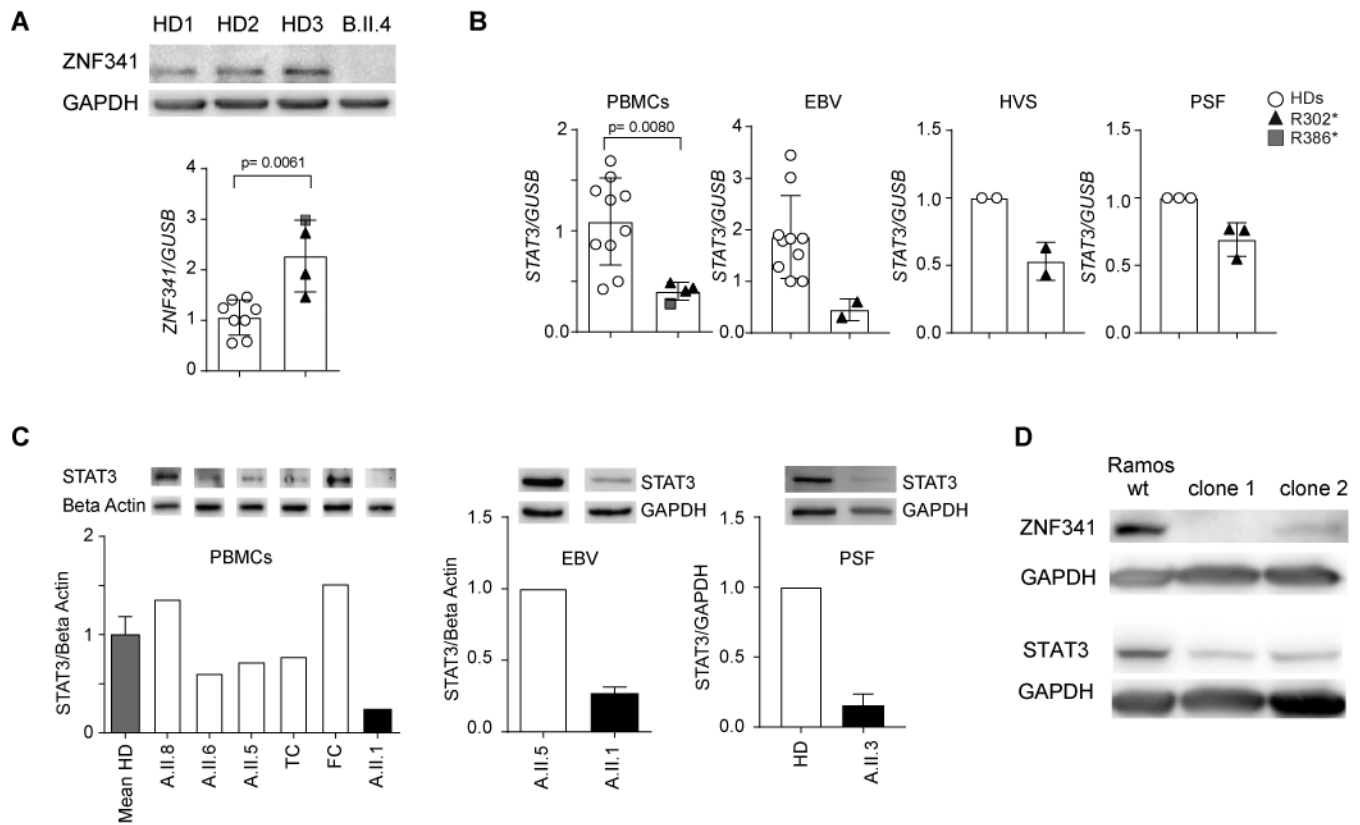 A
HD1 HD2 HD3 B.II.4
ZNF341
GAPDH
p= 0.0061
ZNF341/GUSB
4
3
2
1
0
B
PBMCs
EBV
HVS
PSF
HDs
R302*
R386*
p= 0.0080
STAT3/GUSB
2
1
0.0
STAT3/GUSB
4
3
2
1
0.0
STAT3/GUSB
1.5
1.0
0.5
0.0
STAT3/GUSB
1.5
1.0
0.5
0.0
C
STAT3
Beta Actin
PBMCs
STAT3/Beta Actin
2
1
0
Mean HD
A.II.8
A.II.6
A.II.5
TC
FC
A.II.1
STAT3
GAPDH
EBV
STAT3/Beta Actin
1.5
1.0
0.5
0.0
A.II.5
A.II.1
STAT3
GAPDH
PSF
STAT3/GAPDH
1.5
1.0
0.5
0.0
HD
A.II.3
D
Ramos
wt clone 1 clone 2
ZNF341
GAPDH
STAT3
GAPDH